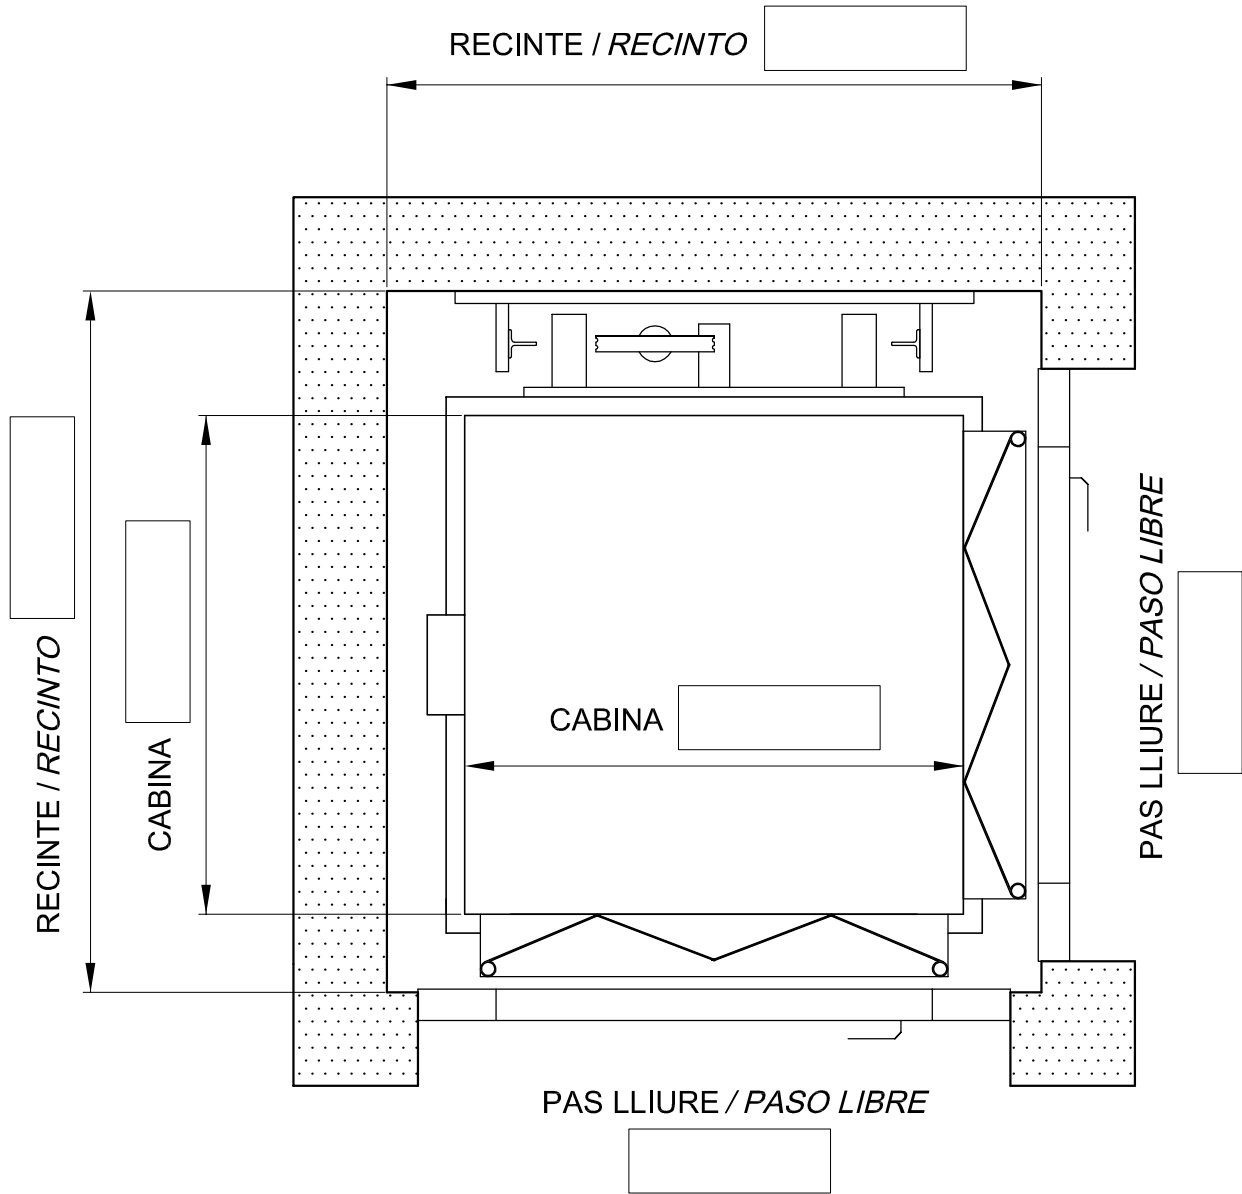 RECINTE / RECINTO
RECINTE / RECINTO
CABINA
CABINA
PAS LLIURE / PASO LIBRE
PAS LLIURE / PASO LIBRE